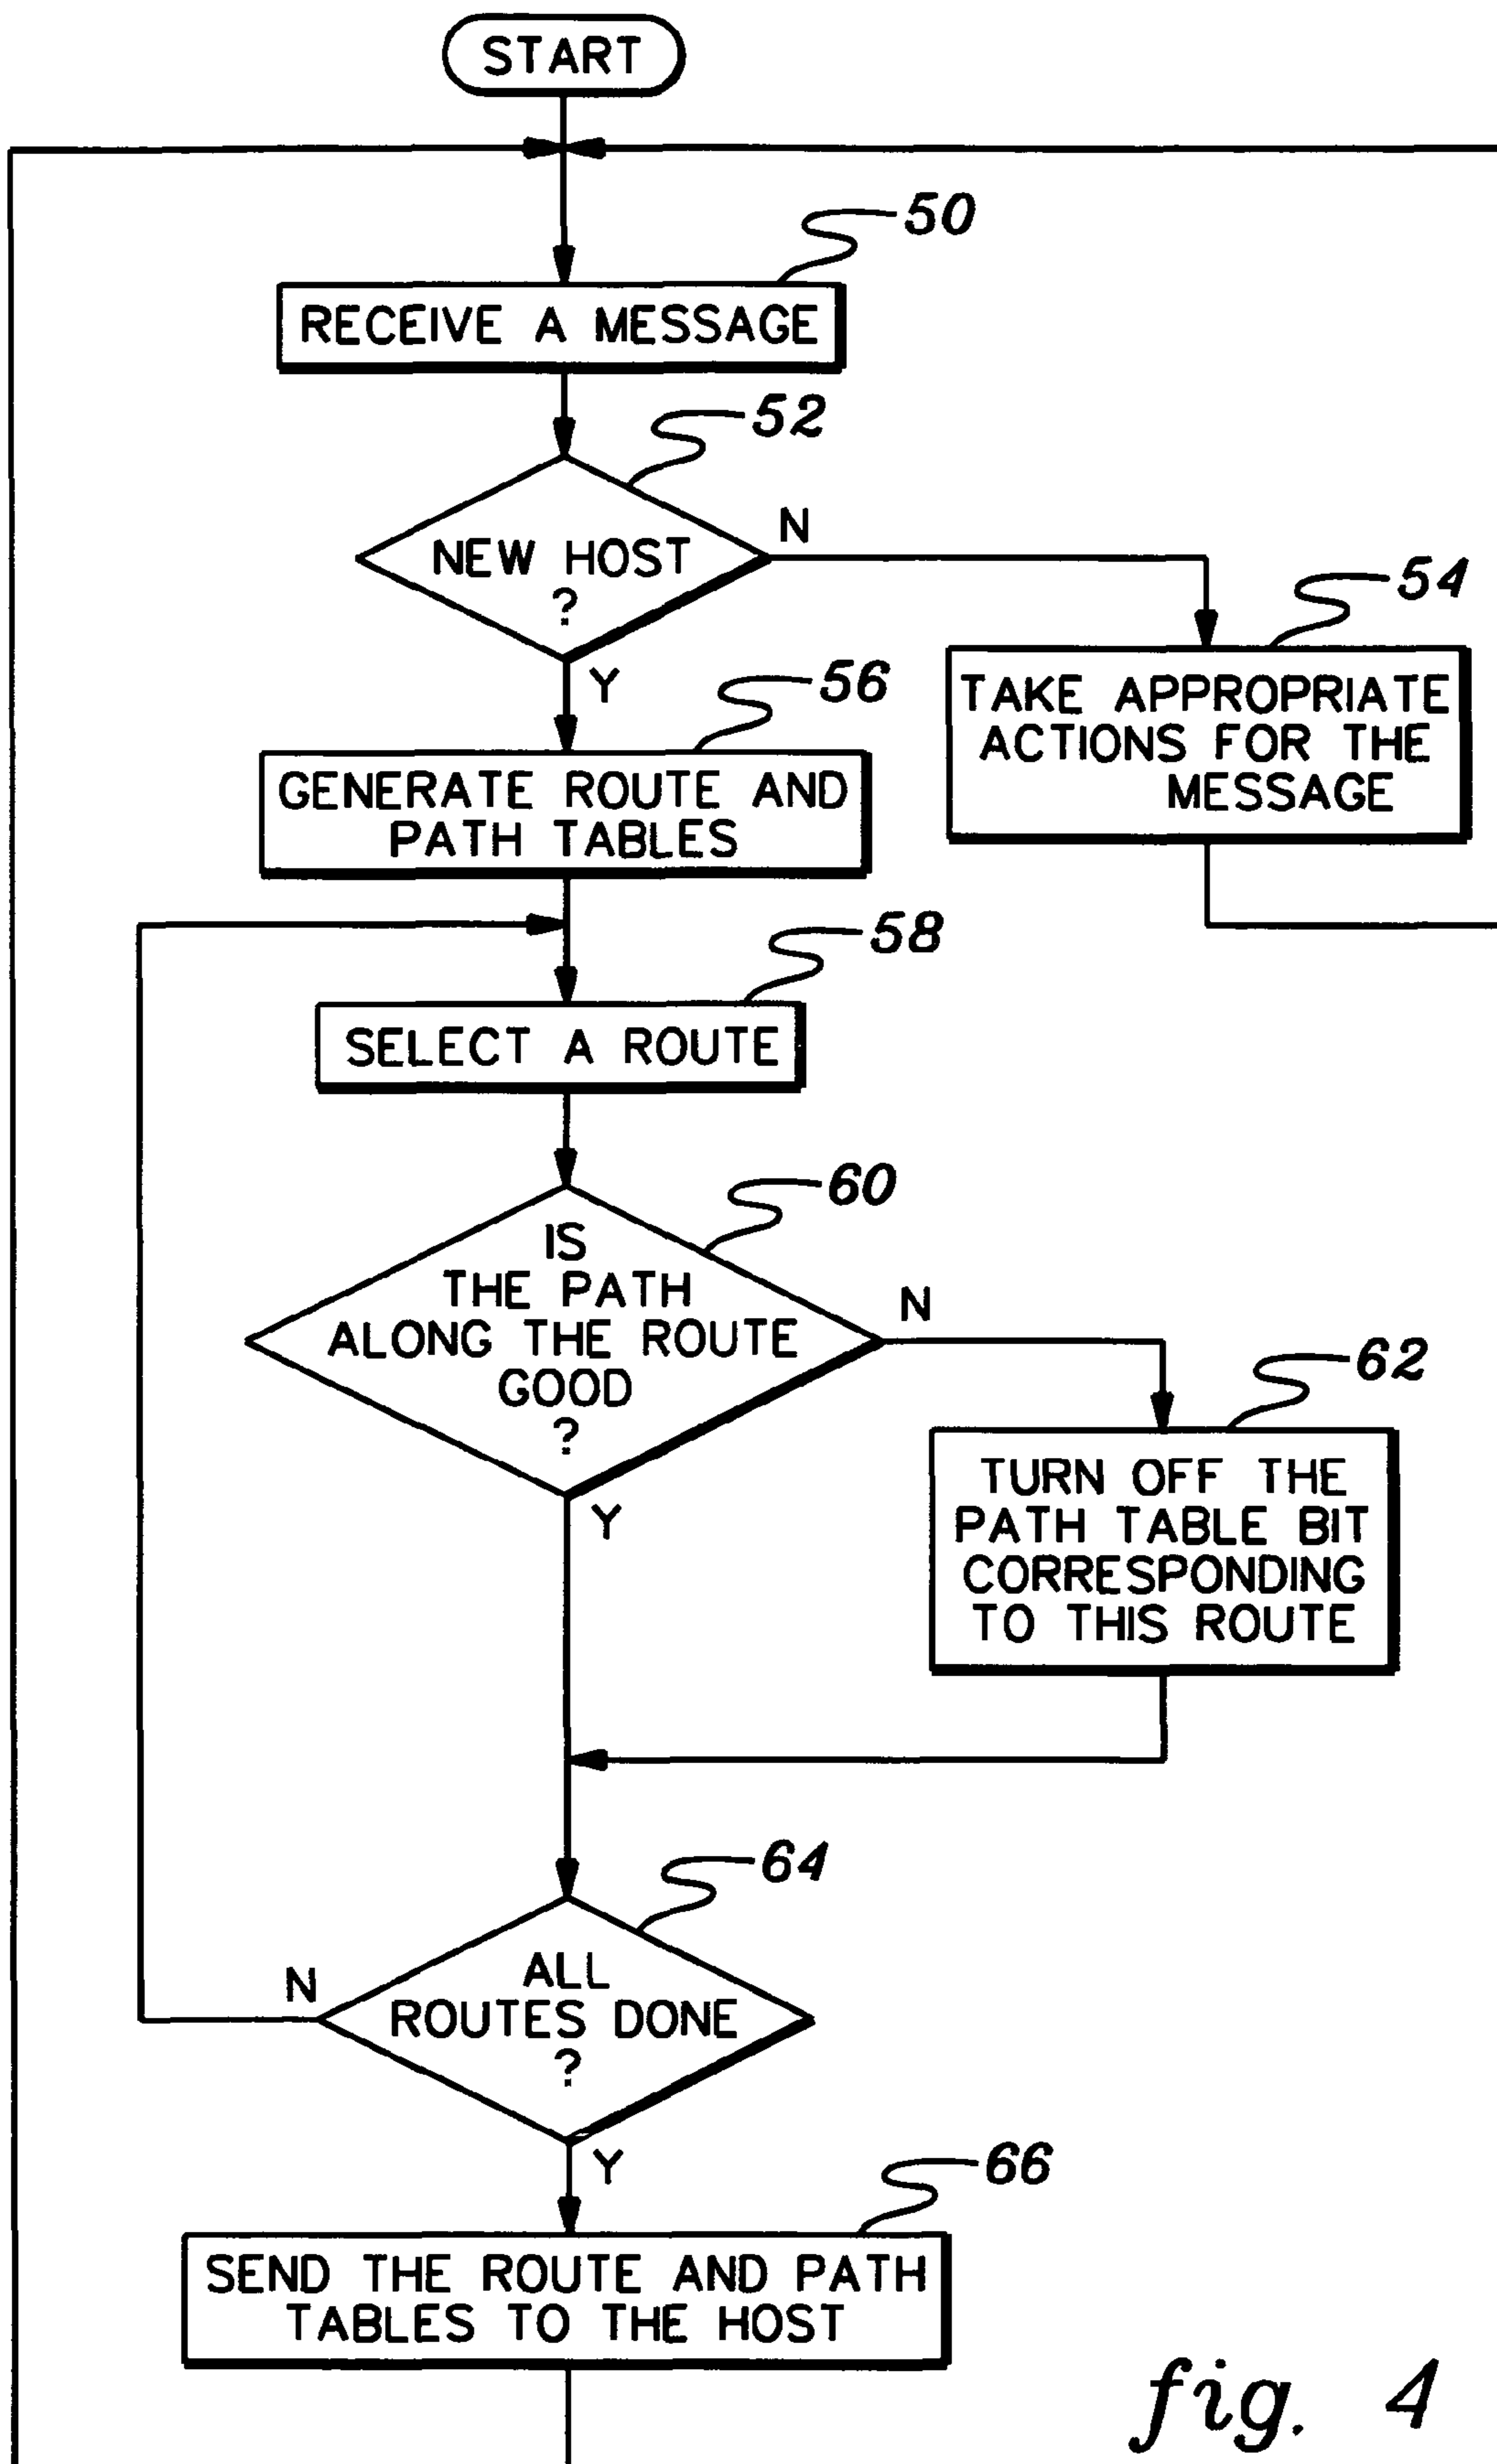 START
50
RECEIVE A MESSAGE
52
NEW HOST
?
N
Y
54
TAKE APPROPRIATE
ACTIONS FOR THE
MESSAGE
56
GENERATE ROUTE AND
PATH TABLES
58
SELECT A ROUTE
60
IS
THE PATH
ALONG THE ROUTE
GOOD
?
N
Y
62
TURN OFF THE
PATH TABLE BIT
CORRESPONDING
TO THIS ROUTE
64
ALL
ROUTES DONE
?
N
Y
66
SEND THE ROUTE AND PATH
TABLES TO THE HOST
fig. 4